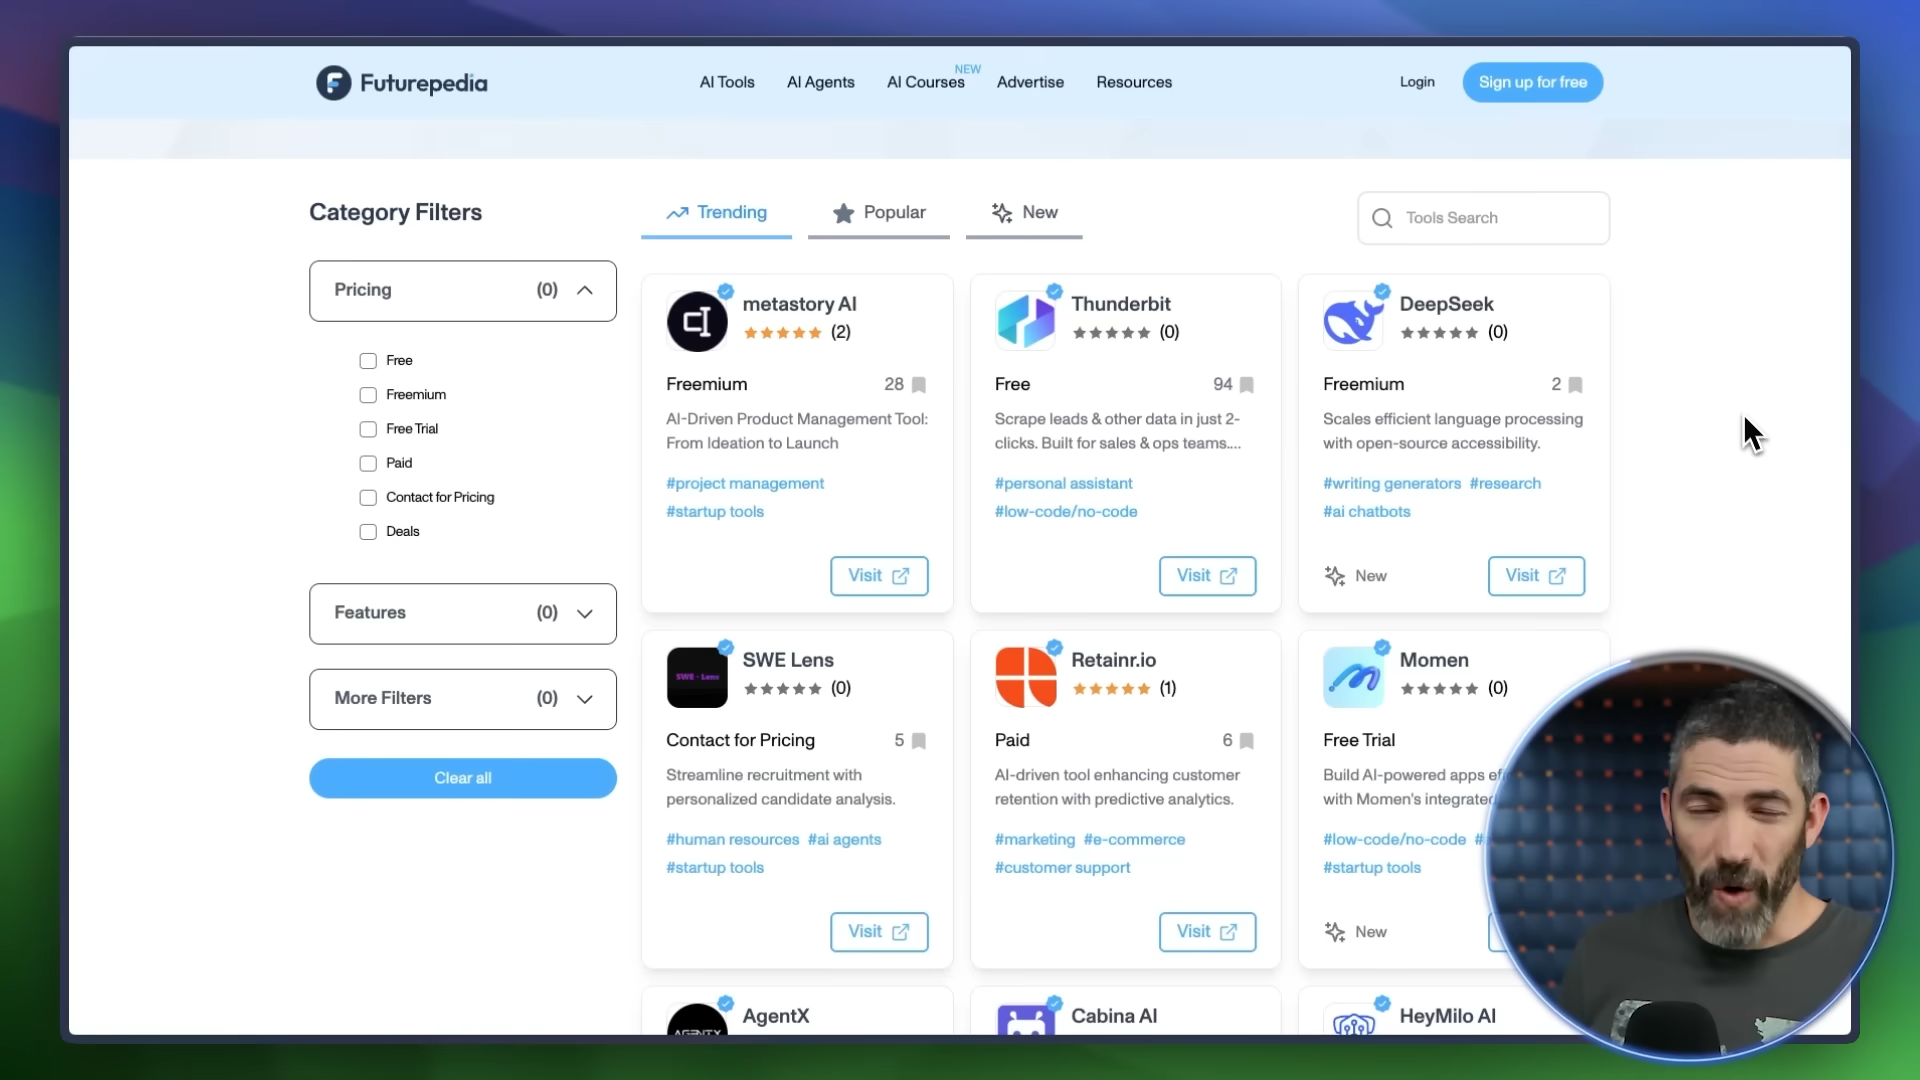 Futurepedia
AI Tools
AI Agents
AI Courses
NEW
Advertise
Resources
Login
Sign up for free
Category Filters
Trending
Popular
New
Tools Search
Pricing (0)
Free
Freemium
Free Trial
Paid
Contact for Pricing
Deals
Features (0)
More Filters (0)
Clear all
metastory AI
(2)
Freemium 28
AI-Driven Product Management Tool:
From Ideation to Launch
#project management
#startup tools
Visit
Thunderbit
(0)
Free 94
Scrape leads & other data in just 2-
clicks. Built for sales & ops teams....
#personal assistant
#low-code/no-code
Visit
DeepSeek
(0)
Freemium 2
Scales efficient language processing
with open-source accessibility.
#writing generators #research
#ai chatbots
New
Visit
SWE - Lens
SWE Lens
(0)
Contact for Pricing 5
Streamline recruitment with
personalized candidate analysis.
#human resources #ai agents
#startup tools
Visit
Retainr.io
(1)
Paid 6
AI-driven tool enhancing customer
retention with predictive analytics.
#marketing #e-commerce
#customer support
Visit
Momen
(0)
Free Trial
Build AI-powered apps
with Momen's integrated
#low-code/no-code
#startup tools
New
AGENTX
AgentX
Cabina AI
HeyMilo AI